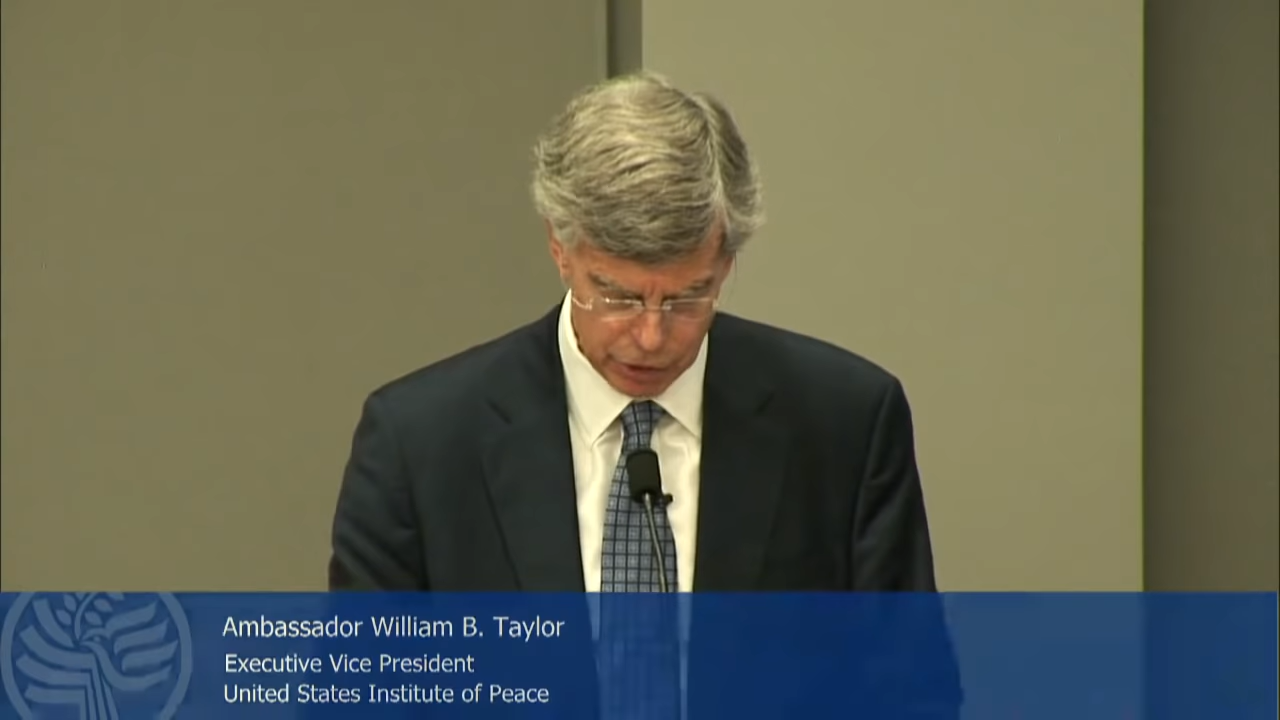 Ambassador William B. Taylor
Executive Vice President
United States Institute of Peace